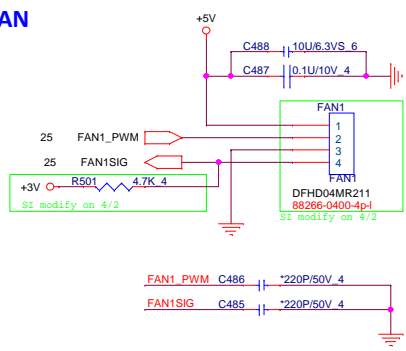 AN
+5V
C488 10U/6.3VS_6
C487 0.1U/10V_4
FAN1
25 FAN1_PWM
25 FAN1SIG
1
2
3
4
FAN1
+3V R501 4.7K_4
DFHD04MR211
88266-0400-4p-l
SI modify on 4/2
SI modify on 4/2
FAN1_PWM C486 *220P/50V_4
FAN1SIG C485 *220P/50V_4